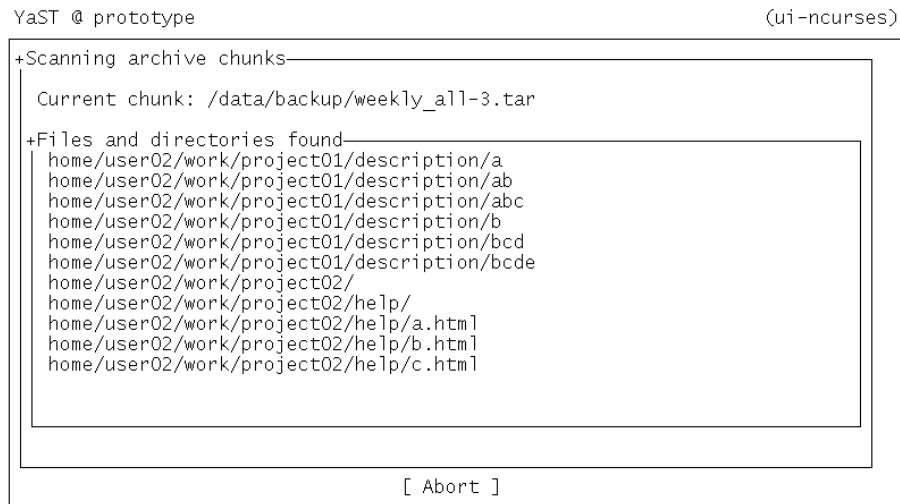 YaST @ prototype (ui-ncurses)
+Scanning archive chunks
Current chunk: /data/backup/weekly_all-3.tar
+Files and directories found
home/user02/work/project01/description/a
home/user02/work/project01/description/ab
home/user02/work/project01/description/abc
home/user02/work/project01/description/b
home/user02/work/project01/description/bcd
home/user02/work/project01/description/bcde
home/user02/work/project02/
home/user02/work/project02/help/
home/user02/work/project02/help/a.html
home/user02/work/project02/help/b.html
home/user02/work/project02/help/c.html
[ Abort ]